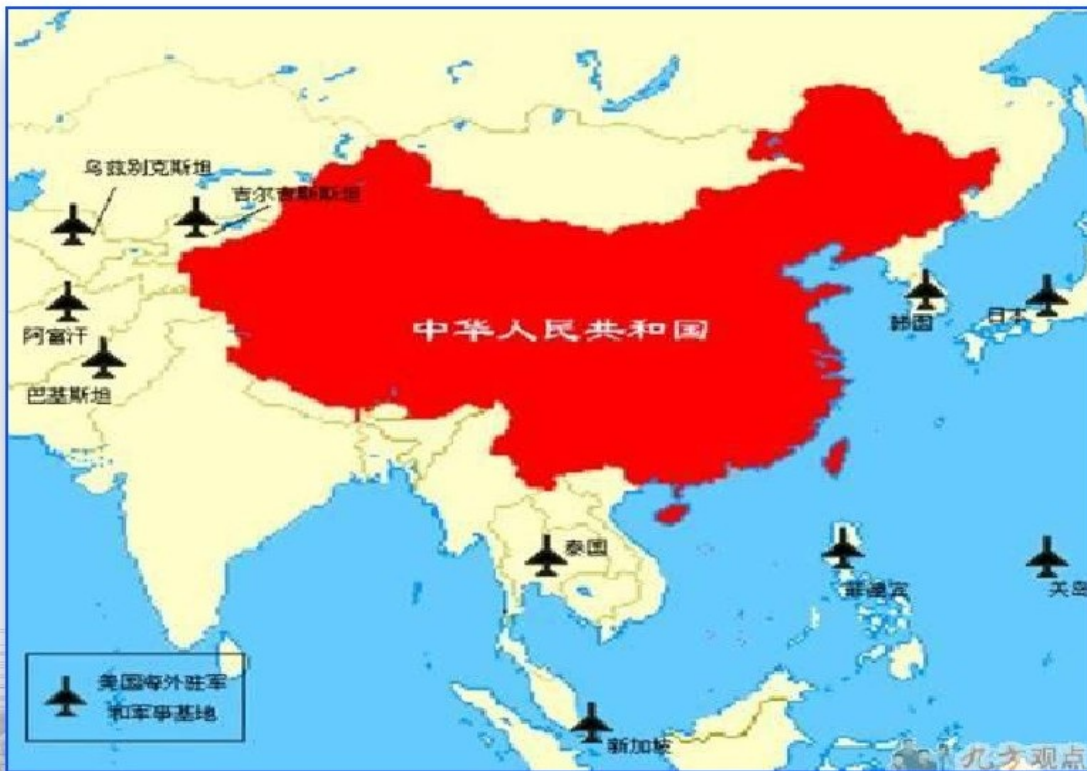 乌兹别克斯坦
吉尔吉斯斯坦
阿富汗
巴基斯坦
中华人民共和国
韩国
日本
泰国
菲律宾
关岛
新加坡
美国海外驻军
和军事基地
九方观点